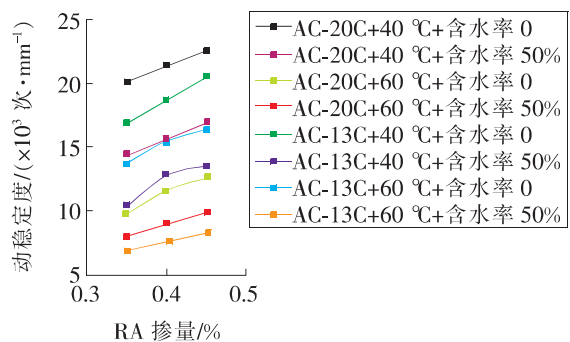 动稳定度/(×10³ 次·mm⁻¹)
25
20
15
10
5
0.3 0.4 0.5
RA 掺量/%
AC-20C+40 ℃+含水率 0
AC-20C+40 ℃+含水率 50%
AC-20C+60 ℃+含水率 0
AC-20C+60 ℃+含水率 50%
AC-13C+40 ℃+含水率 0
AC-13C+40 ℃+含水率 50%
AC-13C+60 ℃+含水率 0
AC-13C+60 ℃+含水率 50%